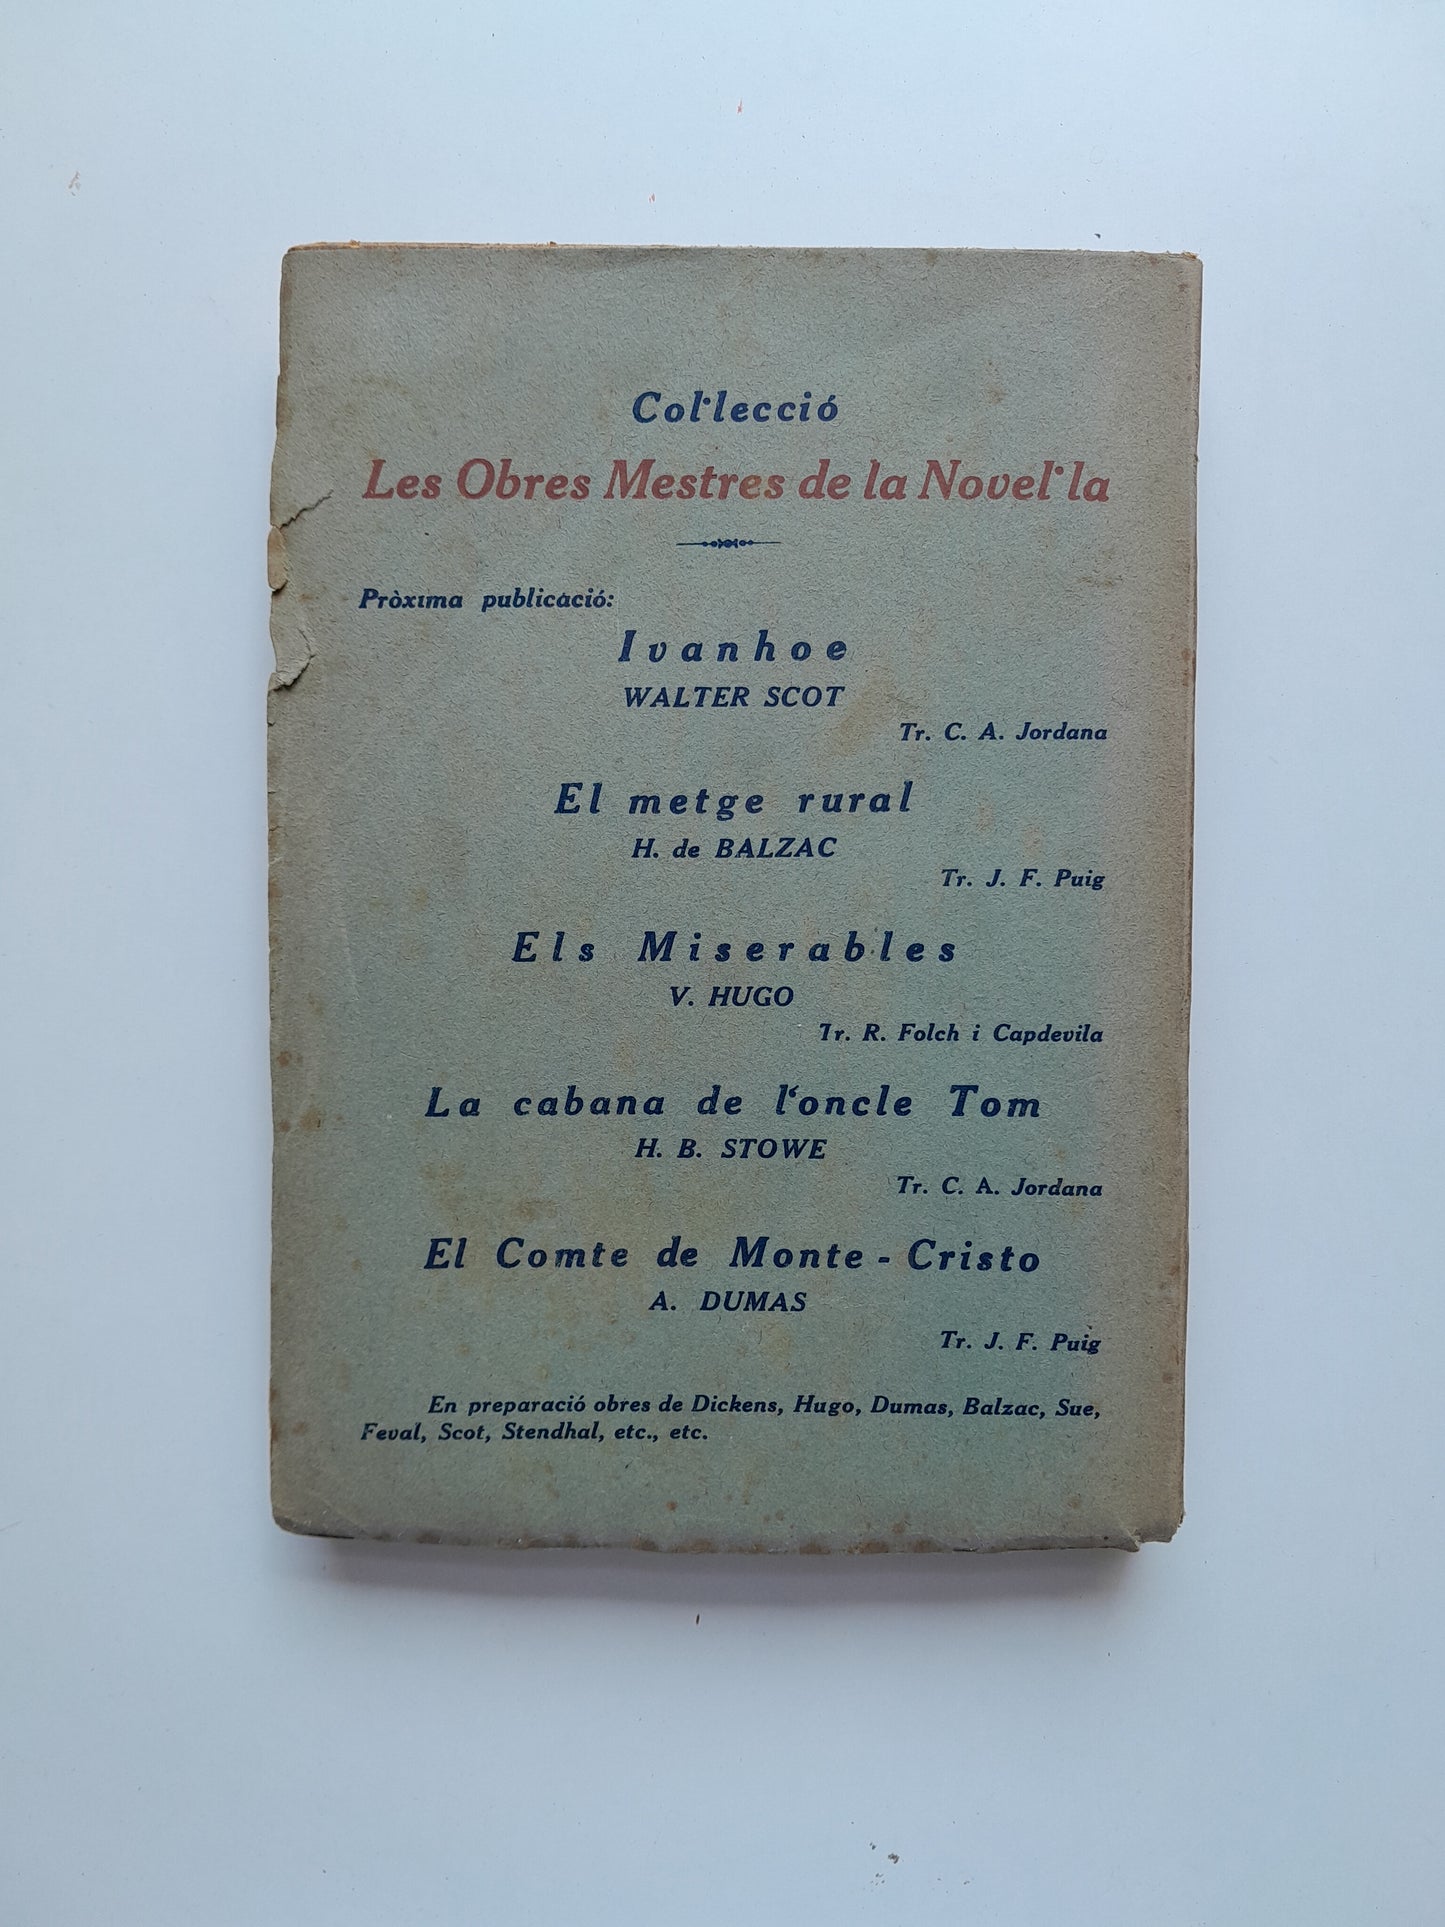 Col·lecció
Les Obres Mestres de la Novel·la
Pròxima publicació:
Ivanhoe
WALTER SCOT
Tr. C. A. Jordana
El metge rural
H. de BALZAC
Tr. J. F. Puig
Els Miserables
V. HUGO
Tr. R. Folch i Capdevila
La cabana de l‘oncle Tom
H. B. STOWE
Tr. C. A. Jordana
El Comte de Monte-Cristo
A. DUMAS
Tr. J. F. Puig
En preparació obres de Dickens, Hugo, Dumas, Balzac, Sue,
Feval, Scot, Stendhal, etc., etc.